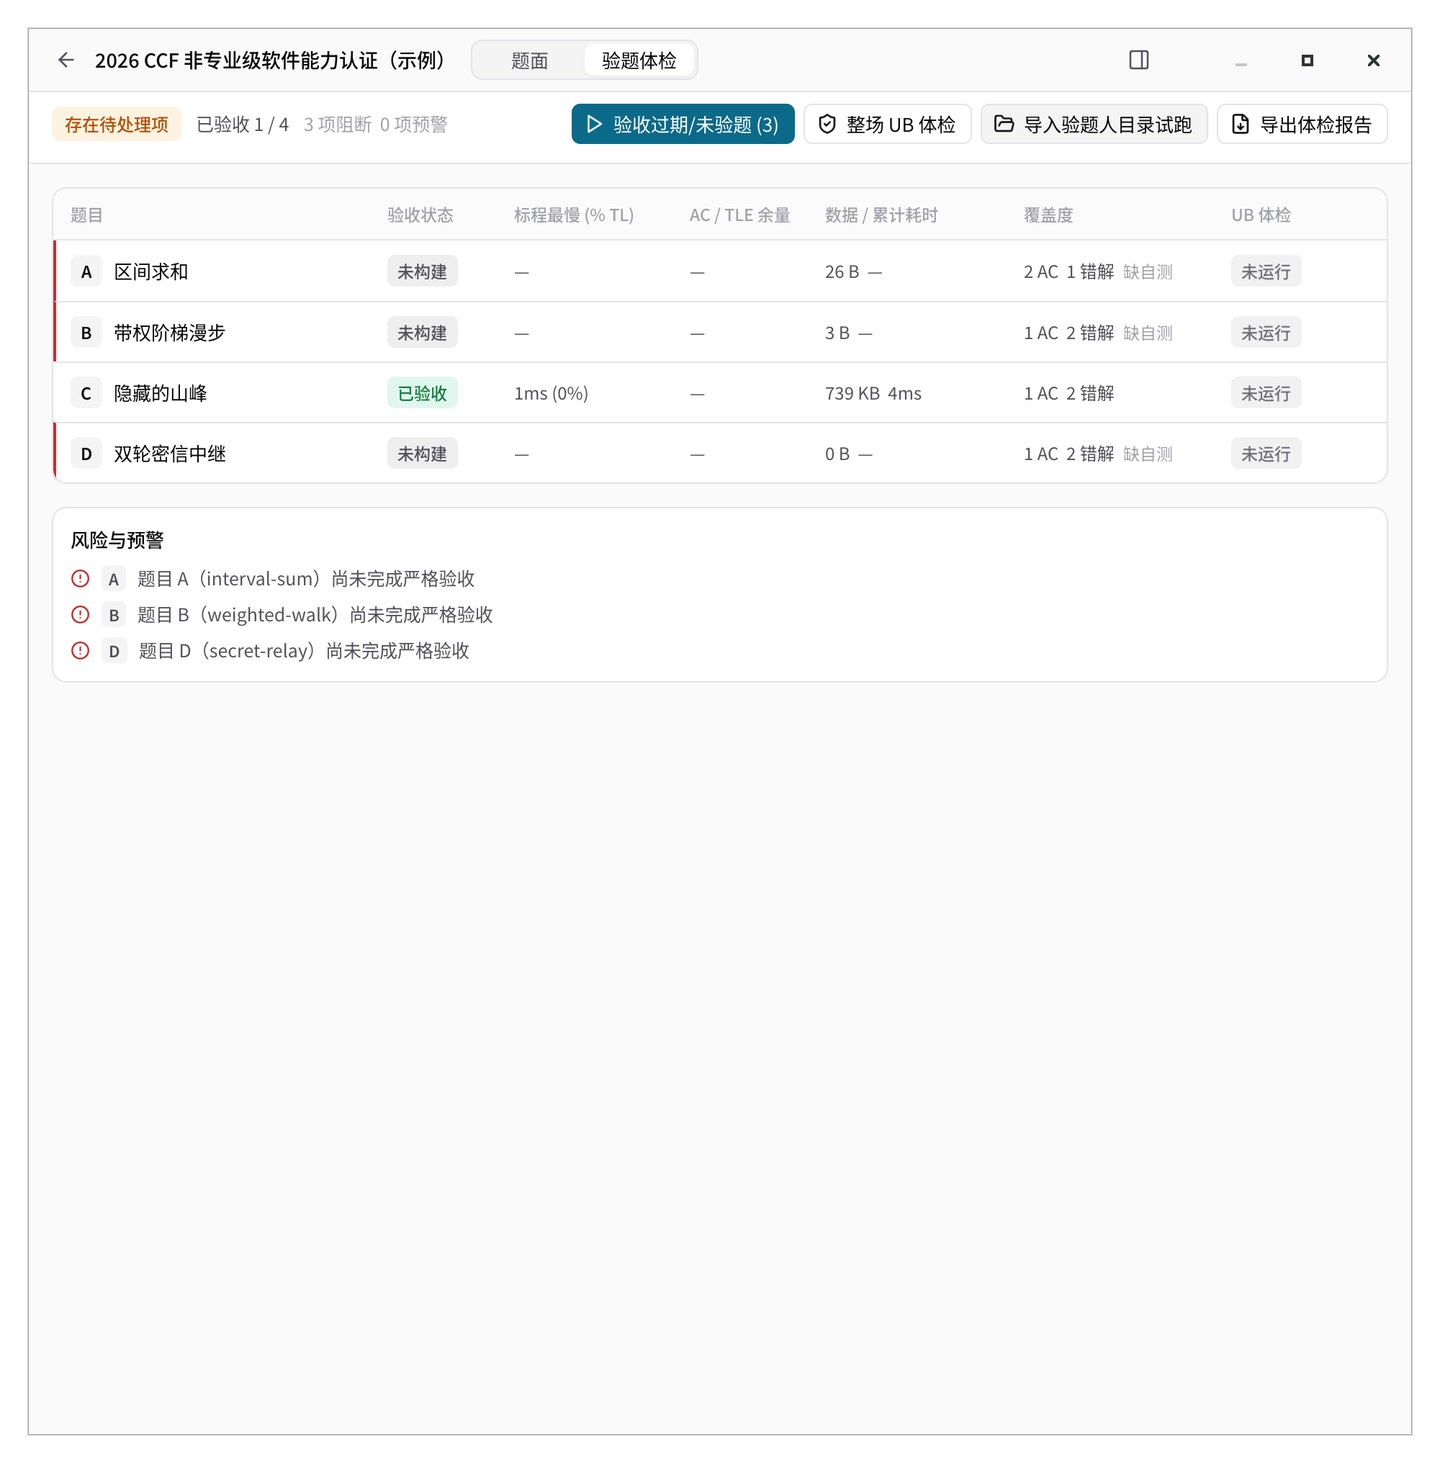 2026 CCF 非专业级软件能力认证（示例） 题面 验题体检
存在待处理项 已验收 1 / 4 3 项阻断 0 项预警 验收过期/未验题 (3) 整场 UB 体检 导入验题人目录试跑 导出体检报告
题目 验收状态 标程最慢 (% TL) AC / TLE 余量 数据 / 累计耗时 覆盖度 UB 体检
A 区间求和 未构建 — — 26 B — 2 AC 1 错解 缺自测 未运行
B 带权阶梯漫步 未构建 — — 3 B — 1 AC 2 错解 缺自测 未运行
C 隐藏的山峰 已验收 1ms (0%) — 739 KB 4ms 1 AC 2 错解 未运行
D 双轮密信中继 未构建 — — 0 B — 1 AC 2 错解 缺自测 未运行
风险与预警
A 题目 A（interval-sum）尚未完成严格验收
B 题目 B（weighted-walk）尚未完成严格验收
D 题目 D（secret-relay）尚未完成严格验收